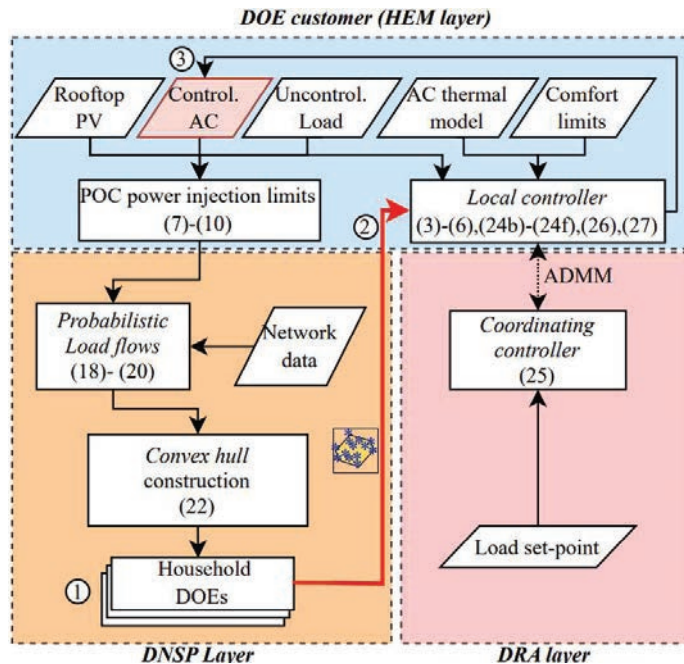 DOE customer (HEM layer)
3
Rooftop
PV
Control.
AC
Uncontrol.
Load
AC thermal
model
Comfort
limits
POC power injection limits
(7)-(10)
2
Local controller
(3)-(6),(24b)-(24f),(26),(27)
ADMM
Probabilistic
Load flows
(18)- (20)
Network
data
Coordinating
controller
(25)
Convex hull
construction
(22)
Load set-point
1
Household
DOEs
DNSP Layer
DRA layer